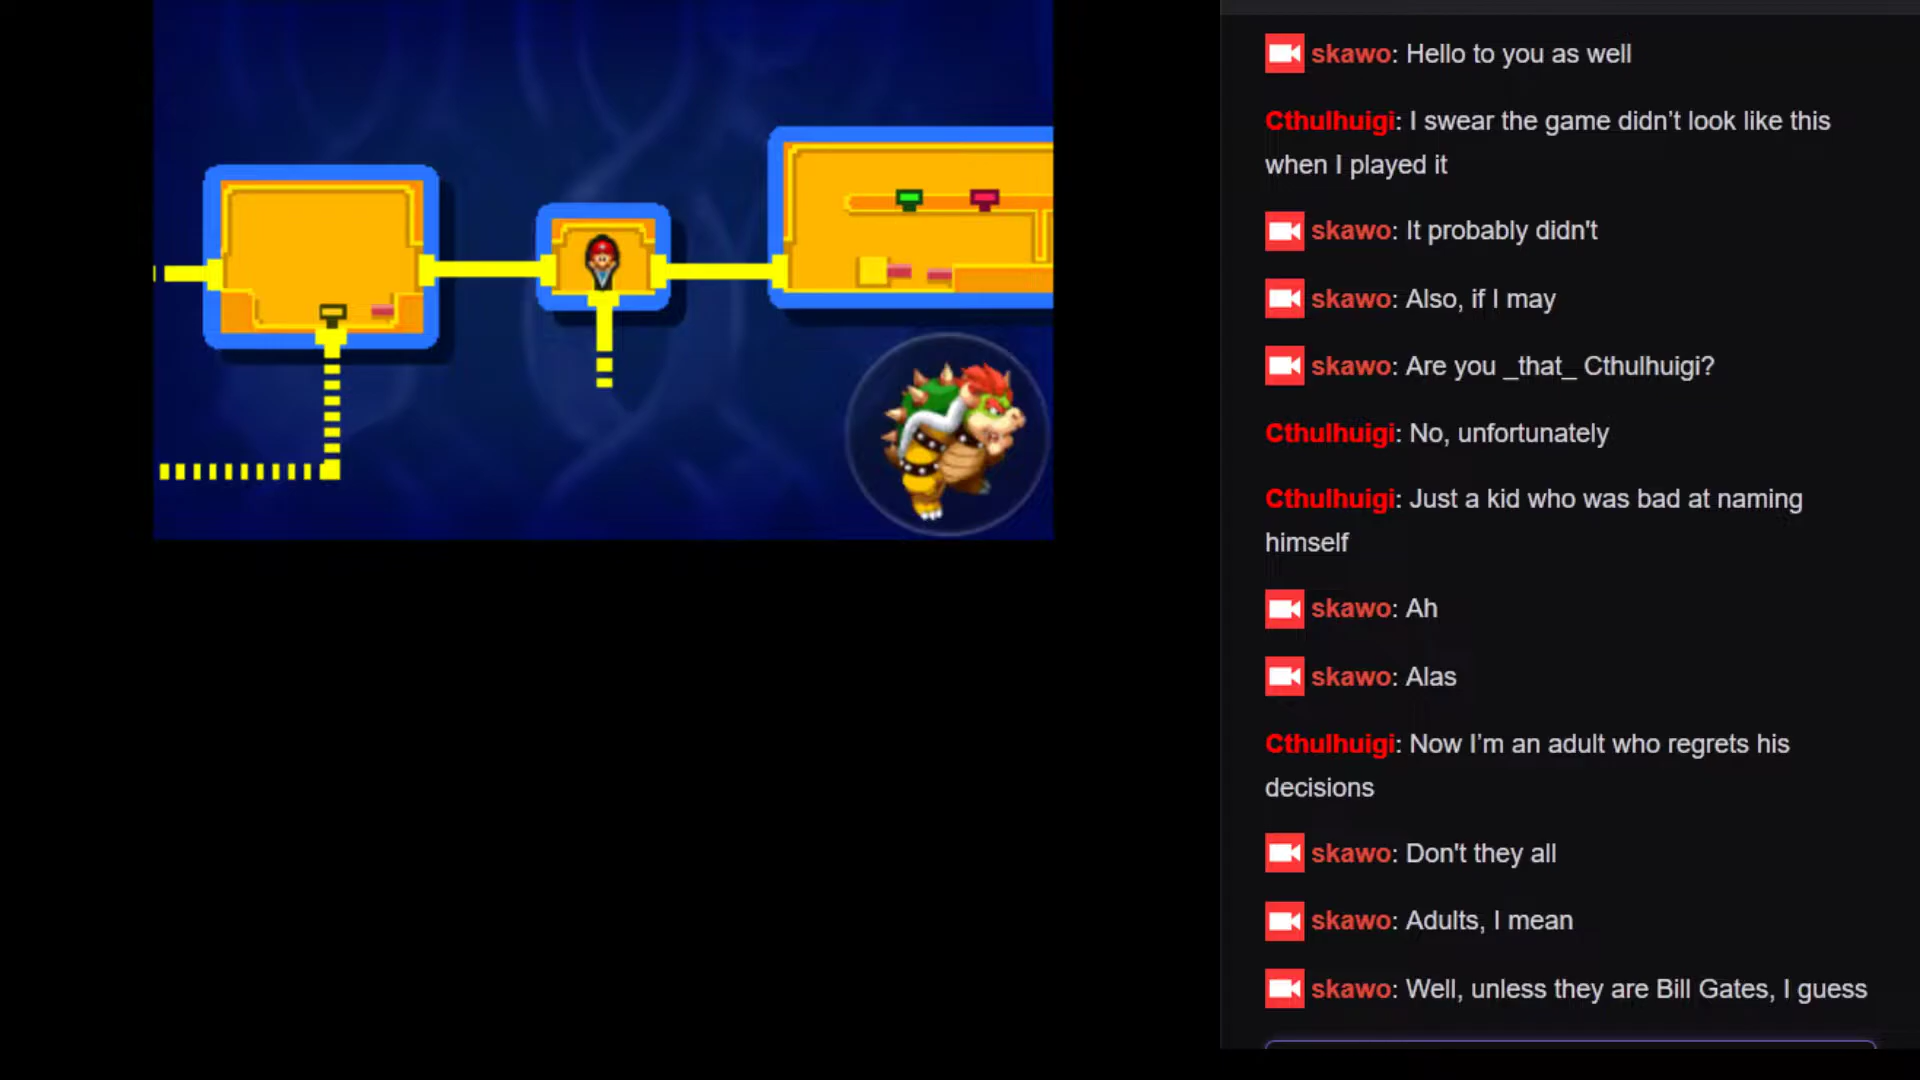 skawo: Hello to you as well
Cthulhuigi: I swear the game didn’t look like this
when I played it
skawo: It probably didn't
skawo: Also, if I may
skawo: Are you _that_ Cthulhuigi?
Cthulhuigi: No, unfortunately
Cthulhuigi: Just a kid who was bad at naming
himself
skawo: Ah
skawo: Alas
Cthulhuigi: Now I’m an adult who regrets his
decisions
skawo: Don't they all
skawo: Adults, I mean
skawo: Well, unless they are Bill Gates, I guess